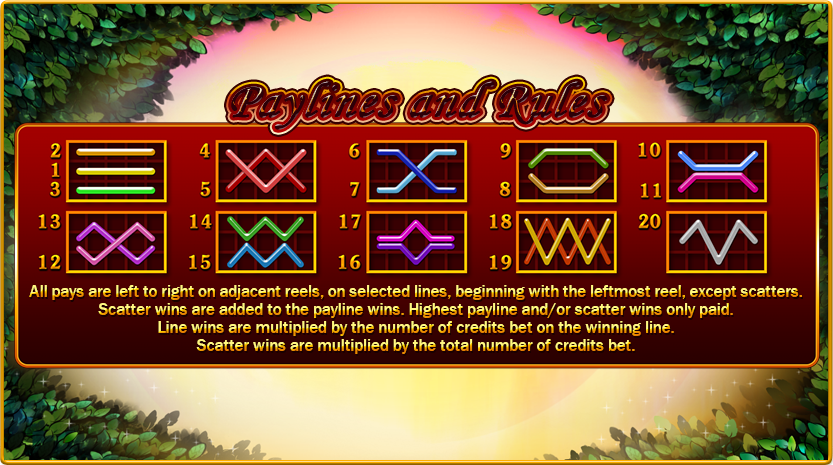 Paylines and Rules
2 4 6 9 10
1
3 5 7 8 11
13 14 17 18 20
12 15 16 19
All pays are left to right on adjacent reels, on selected lines, beginning with the leftmost reel, except scatters.
Scatter wins are added to the payline wins. Highest payline and/or scatter wins only paid.
Line wins are multiplied by the number of credits bet on the winning line.
Scatter wins are multiplied by the total number of credits bet.